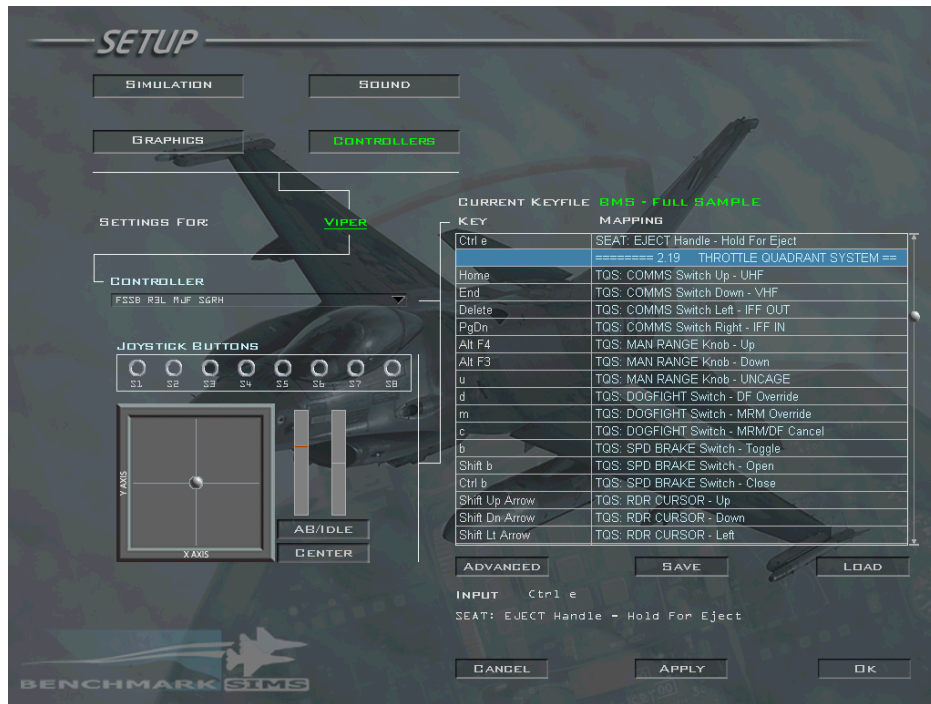 SETUP
SIMULATION
SOUND
GRAPHICS
CONTROLLERS
SETTINGS FOR:
VIPER
CONTROLLER
FSSB R3L MJF SGRH
JOYSTICK BUTTONS
S1 S2 S3 S4 S5 S6 S7 S8
Y AXIS
X AXIS
AB/IDLE
CENTER
CURRENT KEYFILE BMS - FULL SAMPLE
KEY MAPPING
Ctrl e SEAT: EJECT Handle - Hold For Eject
======== 2.19 THROTTLE QUADRANT SYSTEM ==
Home TQS: COMMS Switch Up - UHF
End TQS: COMMS Switch Down - VHF
Delete TQS: COMMS Switch Left - IFF OUT
PgDn TQS: COMMS Switch Right - IFF IN
Alt F4 TQS: MAN RANGE Knob - Up
Alt F3 TQS: MAN RANGE Knob - Down
u TQS: MAN RANGE Knob - UNCAGE
d TQS: DOGFIGHT Switch - DF Override
m TQS: DOGFIGHT Switch - MRM Override
c TQS: DOGFIGHT Switch - MRM/DF Cancel
b TQS: SPD BRAKE Switch - Toggle
Shift b TQS: SPD BRAKE Switch - Open
Ctrl b TQS: SPD BRAKE Switch - Close
Shift Up Arrow TQS: RDR CURSOR - Up
Shift Dn Arrow TQS: RDR CURSOR - Down
Shift Lt Arrow TQS: RDR CURSOR - Left
ADVANCED
SAVE
LOAD
INPUT Ctrl e
SEAT: EJECT Handle - Hold For Eject
CANCEL
APPLY
OK
BENCHMARK SIMS